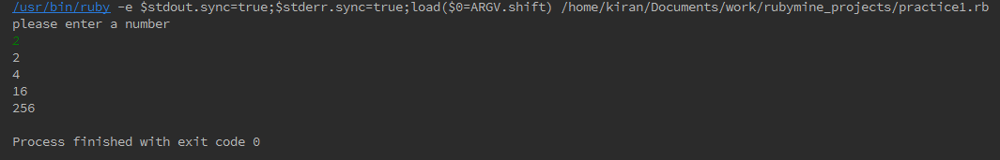 /usr/bin/ruby -e $stdout.sync=true;$stderr.sync=true;load($0=ARGV.shift) /home/kiran/Documents/work/rubymine_projects/practice1.rb
please enter a number
2
2
4
16
256
Process finished with exit code 0